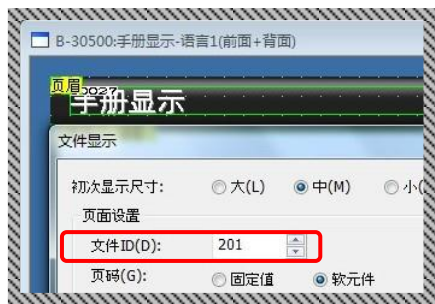 B-30500:手册显示-语言1(前面+背面)
页眉
手册显示
文件显示
初次显示尺寸: 大(L) 中(M) 小(
页面设置
文件ID(D): 201
页码(G): 固定值 软元件